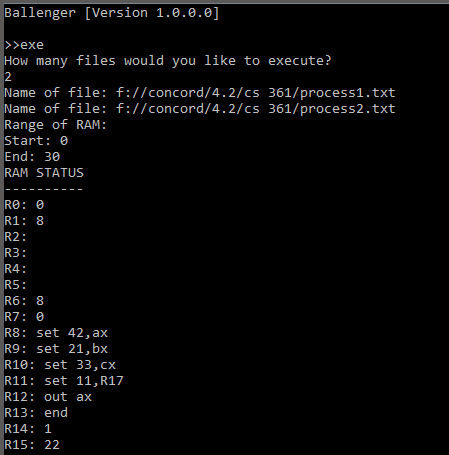 Ballenger [Version 1.0.0.0]
>>exe
How many files would you like to execute?
2
Name of file: f://concord/4.2/cs 361/process1.txt
Name of file: f://concord/4.2/cs 361/process2.txt
Range of RAM:
Start: 0
End: 30
RAM STATUS
----------
R0: 0
R1: 8
R2:
R3:
R4:
R5:
R6: 8
R7: 0
R8: set 42,ax
R9: set 21,bx
R10: set 33,cx
R11: set 11,R17
R12: out ax
R13: end
R14: 1
R15: 22